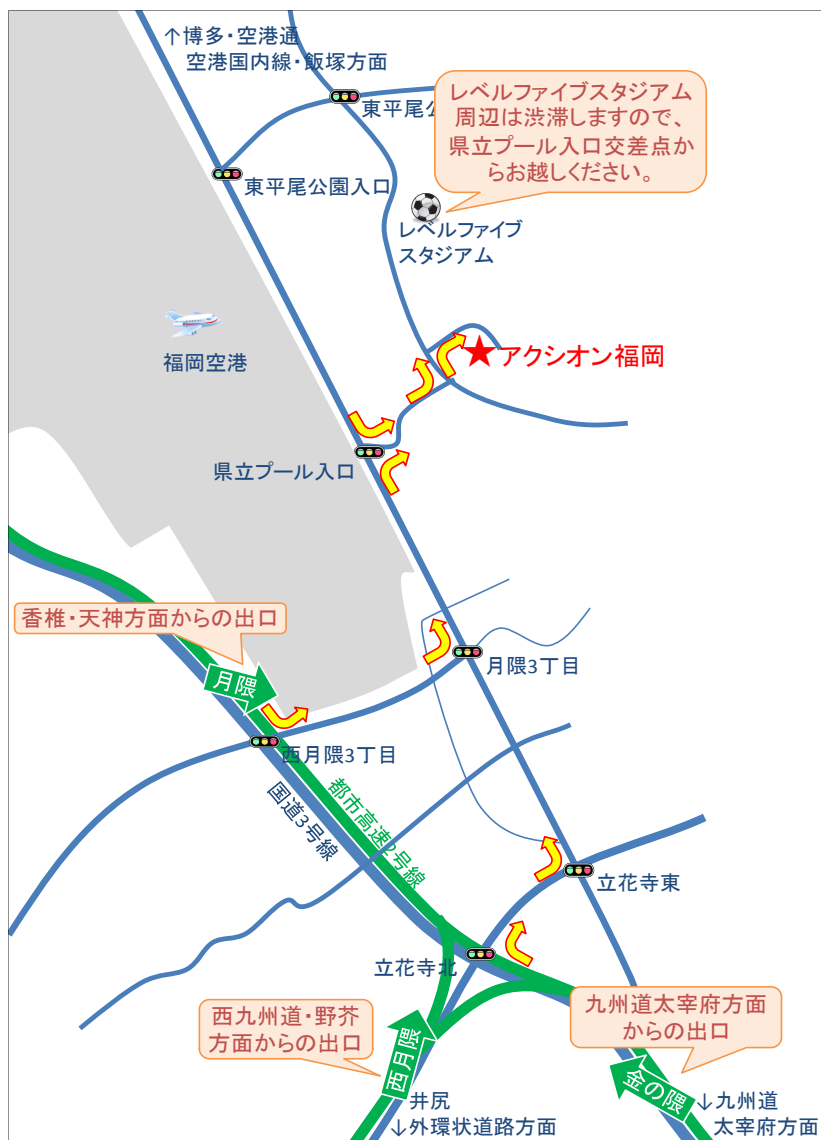 ↑博多・空港通
空港国内線・飯塚方面
東平尾公
レベルファイブスタジアム
周辺は渋滞しますので、
県立プール入口交差点か
らお越しください。
東平尾公園入口
レベルファイブ
スタジアム
福岡空港
アクシオン福岡
県立プール入口
香椎・天神方面からの出口
月隈
月隈3丁目
西月隈3丁目
国道3号線
都市高速2号線
立花寺東
立花寺北
西九州道・野芥
方面からの出口
九州道太宰府方面
からの出口
西月隈
金の隈
井尻
↓外環状道路方面
↓九州道
太宰府方面